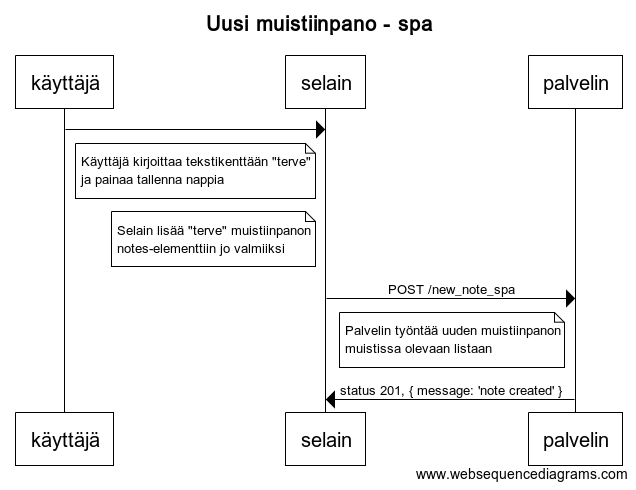 Uusi muistiinpano - spa
käyttäjä
selain
palvelin
Käyttäjä kirjoittaa tekstikenttään "terve"
ja painaa tallenna nappia
Selain lisää "terve" muistiinpanon
notes-elementtiin jo valmiiksi
POST /new_note_spa
Palvelin työntää uuden muistiinpanon
muistissa olevaan listaan
status 201, { message: 'note created' }
käyttäjä
selain
palvelin
www.websequencediagrams.com